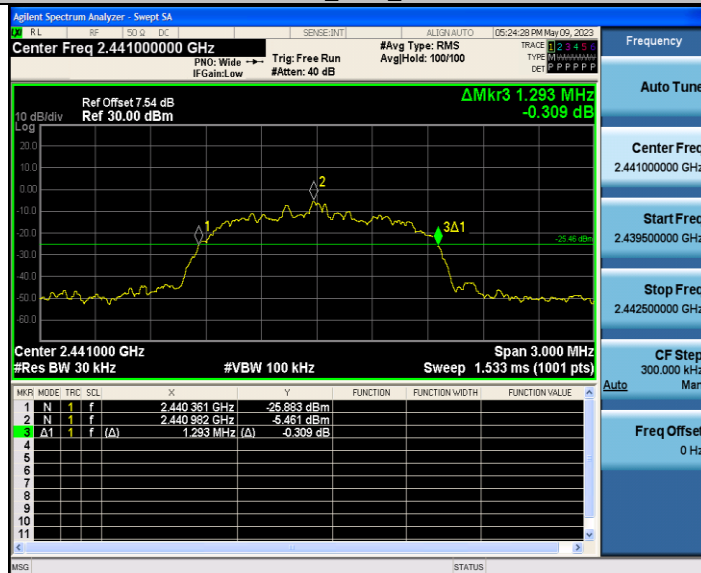 Agilent Spectrum Analyzer - Swept SA
RL RF 50 Ω DC SENSE:INT ALIGN AUTO 05:24:28 PM May 09, 2023
Center Freq 2.441000000 GHz
PNO: Wide
IFGain:Low
Trig: Free Run
#Atten: 40 dB
#Avg Type: RMS
Avg|Hold: 100/100
TRACE 1 2 3 4 5 6
TYPE M
DET P P P P P P
Frequency
Auto Tune
Center Freq
2.441000000 GHz
Start Freq
2.439500000 GHz
Stop Freq
2.442500000 GHz
CF Step
300.000 kHz
Auto Man
Freq Offset
0 Hz
ΔMkr3 1.293 MHz
-0.309 dB
Ref Offset 7.54 dB
10 dB/div Ref 30.00 dBm
Log
20.0
10.0
0.00
-10.0
-20.0
-30.0
-40.0
-50.0
-60.0
1
2
3Δ1
-25.46 dBm
Center 2.441000 GHz Span 3.000 MHz
#Res BW 30 kHz #VBW 100 kHz Sweep 1.533 ms (1001 pts)
MKR MODE TRC SCL X Y FUNCTION FUNCTION WIDTH FUNCTION VALUE
1 N 1 f 2.440 361 GHz -25.883 dBm
2 N 1 f 2.440 982 GHz -5.461 dBm
3 Δ1 1 f (Δ) 1.293 MHz (Δ) -0.309 dB
4
5
6
7
8
9
10
11
MSG STATUS